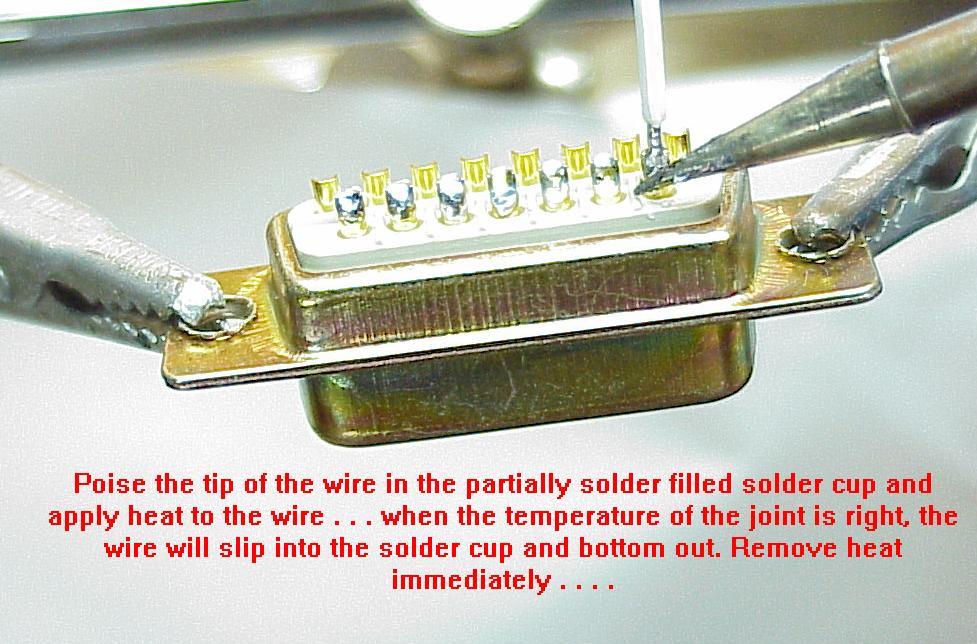 Poise the tip of the wire in the partially solder filled solder cup and
apply heat to the wire . . . when the temperature of the joint is right, the
wire will slip into the solder cup and bottom out. Remove heat
immediately . . . .